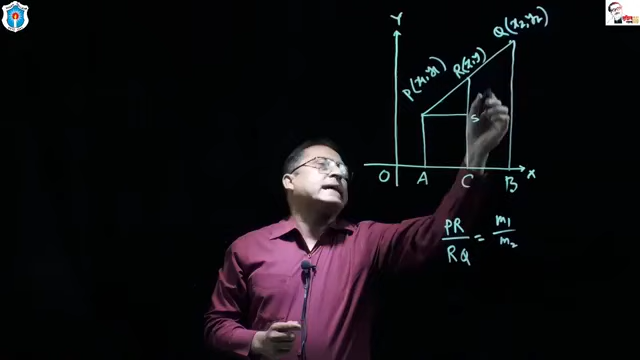 Y
Q(x₂,y₂)
R(x,y)
P(x₁,y₁)
S
O A C B X
PR/RQ = m₁/m₂